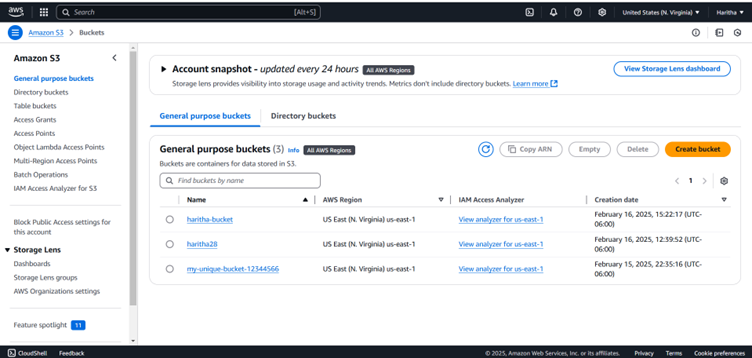 aws
Search [Alt+S] United States (N. Virginia) Haritha
Amazon S3 Buckets
Amazon S3
General purpose buckets
Directory buckets
Table buckets
Access Grants
Access Points
Object Lambda Access Points
Multi-Region Access Points
Batch Operations
IAM Access Analyzer for S3
Block Public Access settings for
this account
Storage Lens
Dashboards
Storage Lens groups
AWS Organizations settings
Feature spotlight 11
Account snapshot - updated every 24 hours All AWS Regions
View Storage Lens dashboard
Storage lens provides visibility into storage usage and activity trends. Metrics don't include directory buckets. Learn more
General purpose buckets Directory buckets
General purpose buckets (3) Info All AWS Regions
Copy ARN Empty Delete Create bucket
Buckets are containers for data stored in S3.
Find buckets by name
1
Name AWS Region IAM Access Analyzer Creation date
haritha-bucket US East (N. Virginia) us-east-1 View analyzer for us-east-1 February 16, 2025, 15:22:17 (UTC-
06:00)
haritha28 US East (N. Virginia) us-east-1 View analyzer for us-east-1 February 16, 2025, 12:39:52 (UTC-
06:00)
my-unique-bucket-12344566 US East (N. Virginia) us-east-1 View analyzer for us-east-1 February 15, 2025, 22:35:16 (UTC-
06:00)
CloudShell Feedback © 2025, Amazon Web Services, Inc. or its affiliates. Privacy Terms Cookie preferences